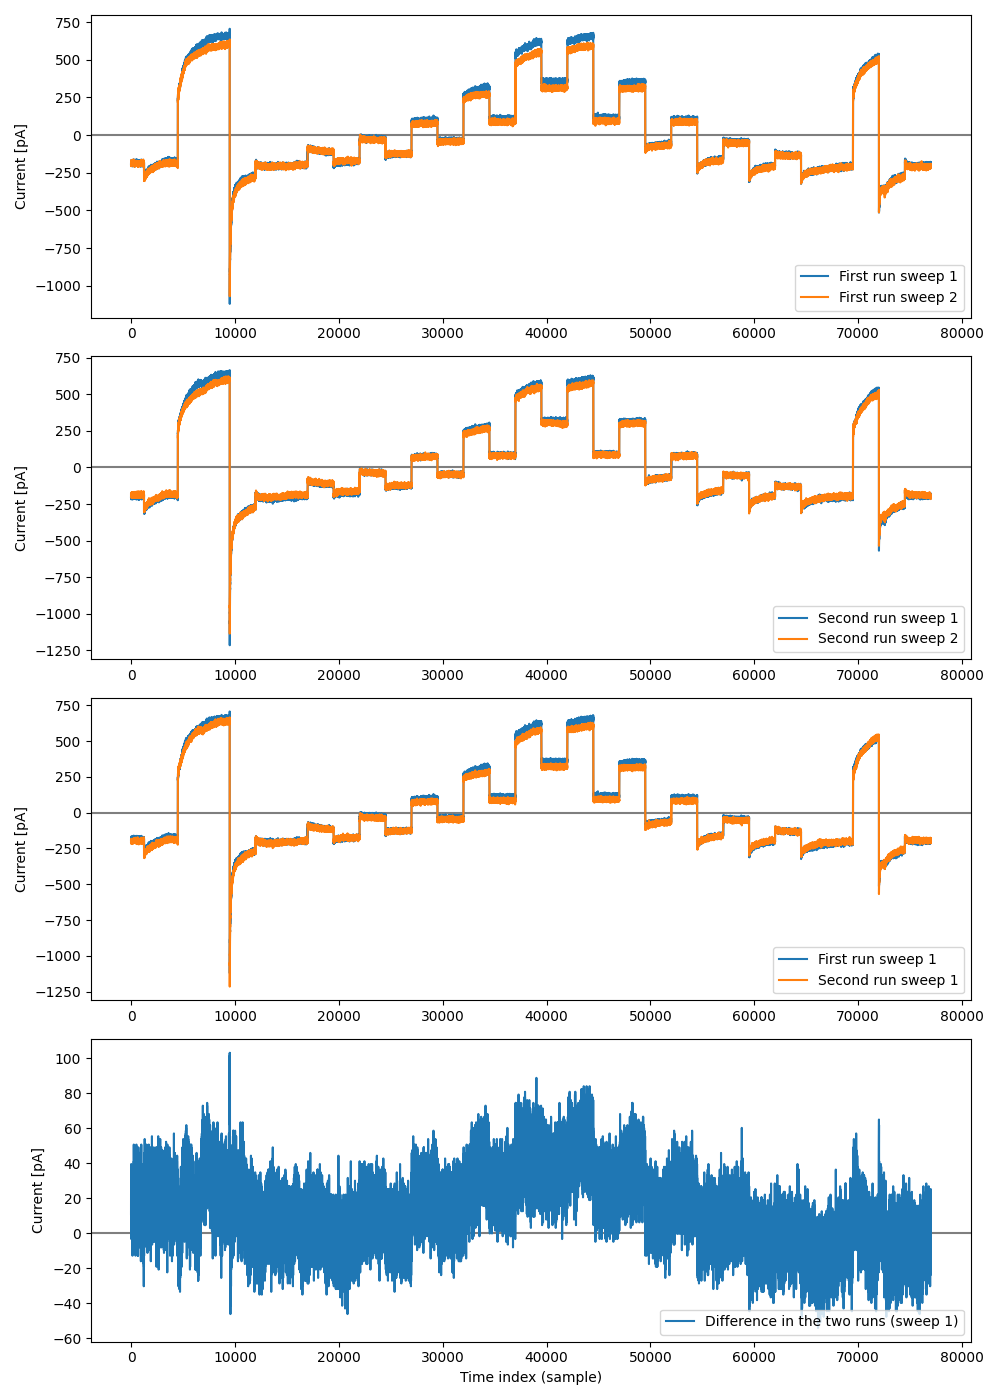 Current [pA]
750
500
250
0
−250
−500
−750
−1000
First run sweep 1
First run sweep 2
0 10000 20000 30000 40000 50000 60000 70000 80000
Current [pA]
750
500
250
0
−250
−500
−750
−1000
−1250
Second run sweep 1
Second run sweep 2
0 10000 20000 30000 40000 50000 60000 70000 80000
Current [pA]
750
500
250
0
−250
−500
−750
−1000
−1250
First run sweep 1
Second run sweep 1
0 10000 20000 30000 40000 50000 60000 70000 80000
Current [pA]
100
80
60
40
20
0
−20
−40
−60
Difference in the two runs (sweep 1)
0 10000 20000 30000 40000 50000 60000 70000 80000
Time index (sample)